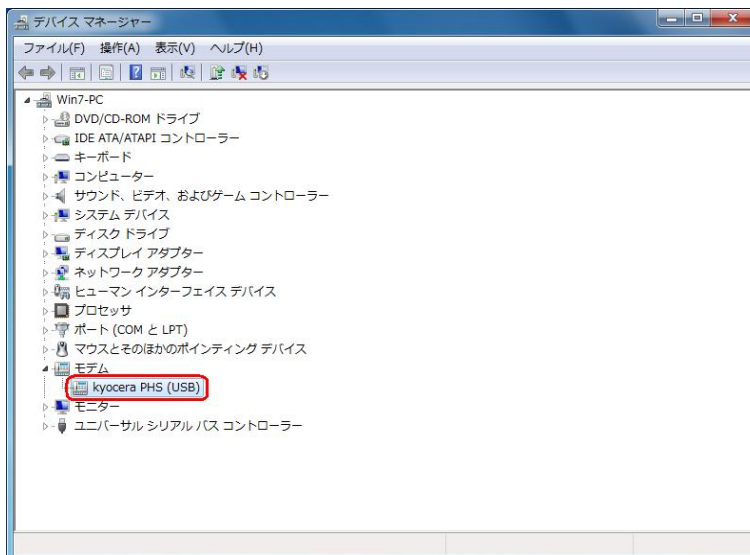 デバイス マネージャー
ファイル(F) 操作(A) 表示(V) ヘルプ(H)
Win7-PC
DVD/CD-ROM ドライブ
IDE ATA/ATAPI コントローラー
キーボード
コンピューター
サウンド、ビデオ、およびゲーム コントローラー
システム デバイス
ディスク ドライブ
ディスプレイ アダプター
ネットワーク アダプター
ヒューマン インターフェイス デバイス
プロセッサ
ポート (COM と LPT)
マウスとそのほかのポインティング デバイス
モデム
kyocera PHS (USB)
モニター
ユニバーサル シリアル バス コントローラー